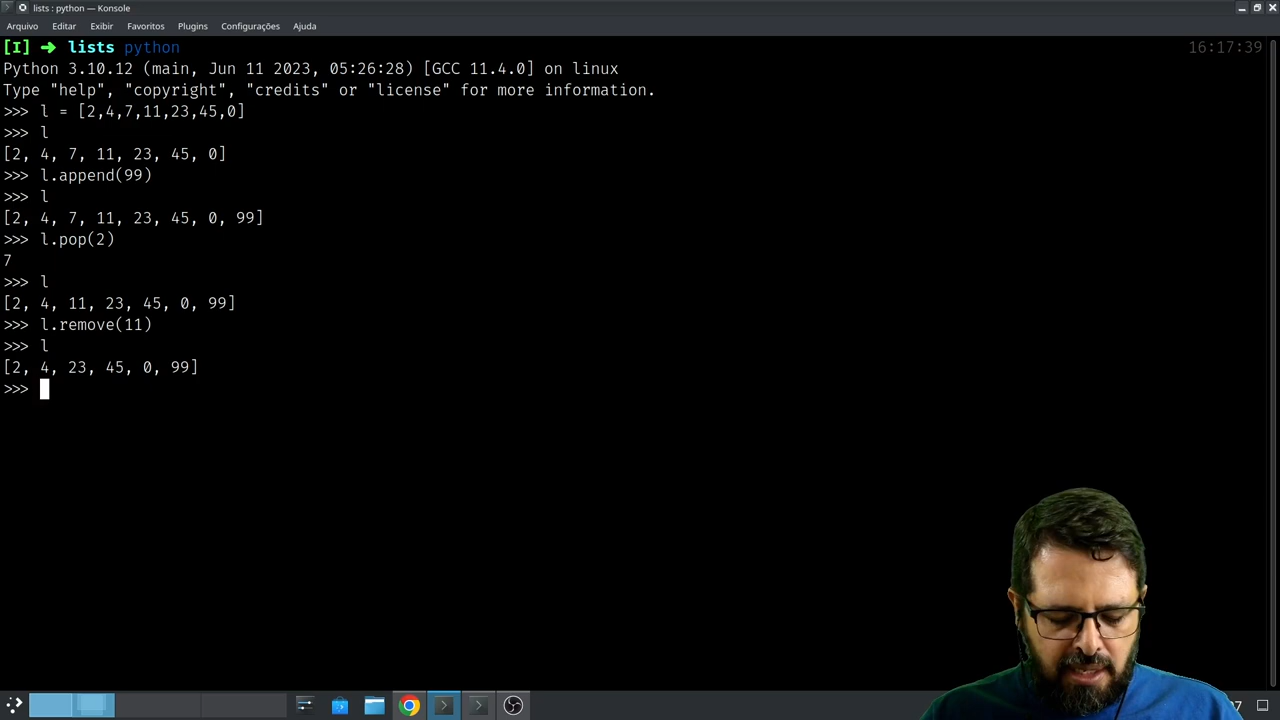 lists : python — Konsole
Arquivo Editar Exibir Favoritos Plugins Configurações Ajuda
[I] ➜ lists python 16:17:39
Python 3.10.12 (main, Jun 11 2023, 05:26:28) [GCC 11.4.0] on linux
Type "help", "copyright", "credits" or "license" for more information.
>>> l = [2,4,7,11,23,45,0]
>>> l
[2, 4, 7, 11, 23, 45, 0]
>>> l.append(99)
>>> l
[2, 4, 7, 11, 23, 45, 0, 99]
>>> l.pop(2)
7
>>> l
[2, 4, 11, 23, 45, 0, 99]
>>> l.remove(11)
>>> l
[2, 4, 23, 45, 0, 99]
>>>